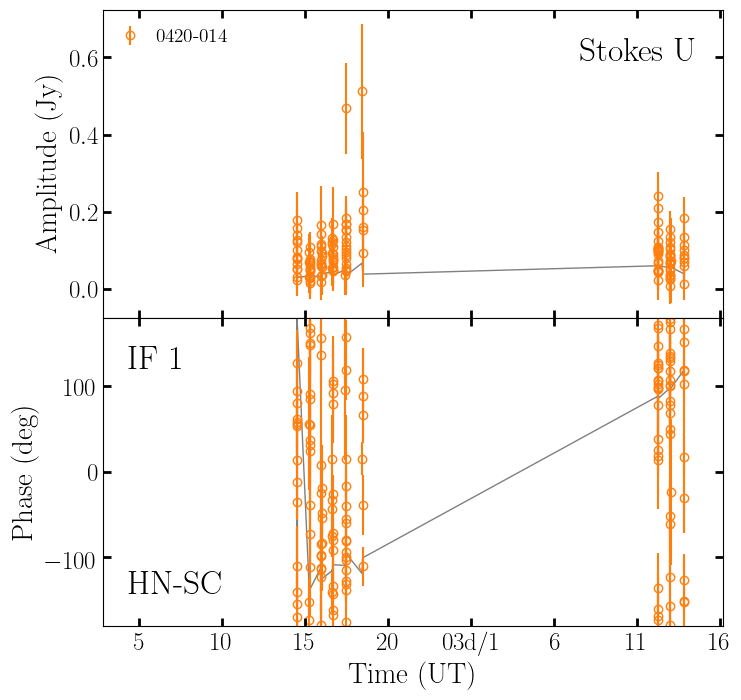 0420-014
Stokes U
Amplitude (Jy)
0.6
0.4
0.2
0.0
IF 1
HN-SC
Phase (deg)
100
0
−100
5 10 15 20 03d/1 6 11 16
Time (UT)